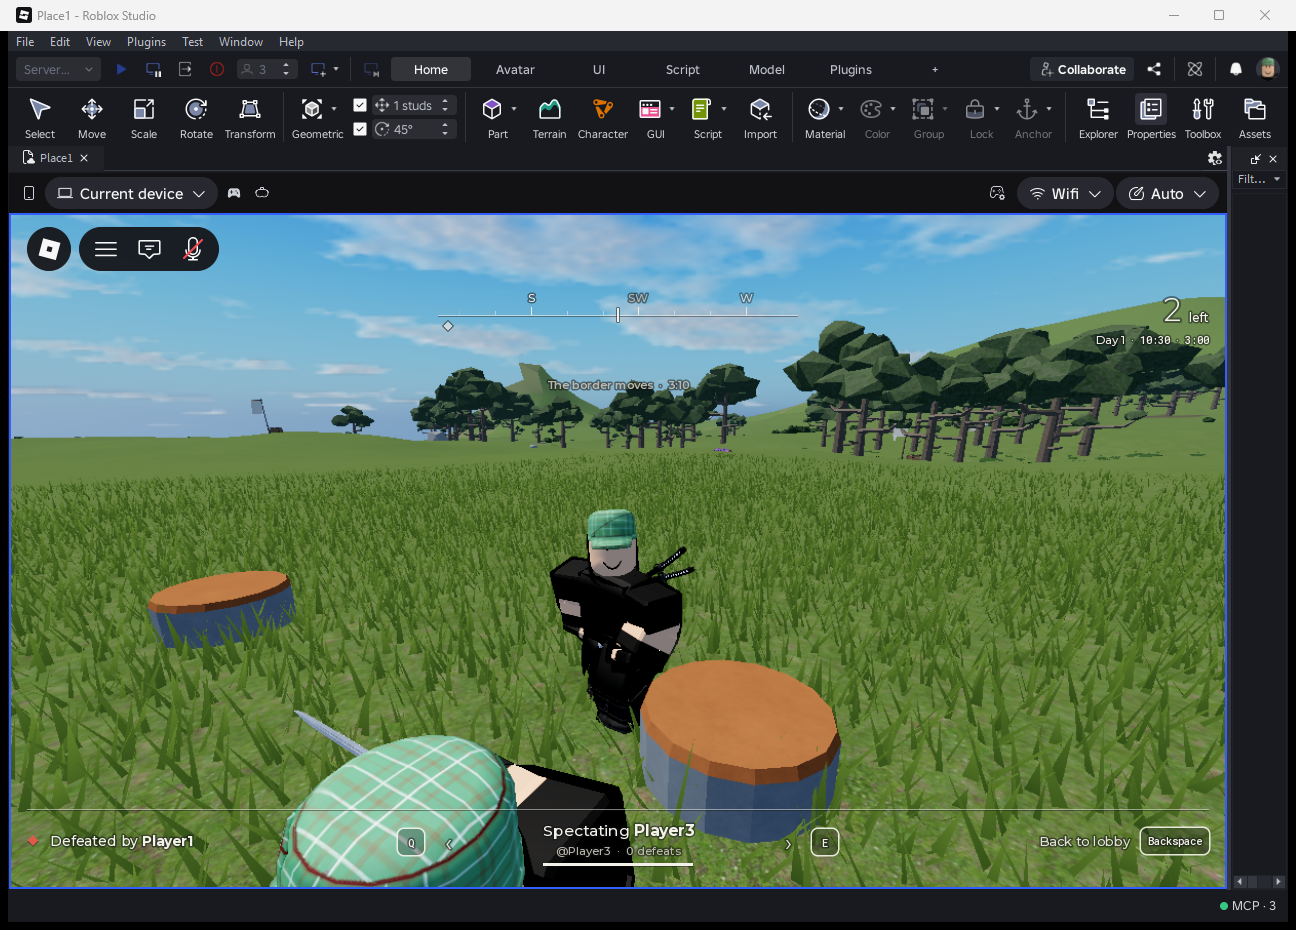 Place1 - Roblox Studio
File Edit View Plugins Test Window Help
Server... 3 Home Avatar UI Script Model Plugins + Collaborate
1 studs
45°
Select Move Scale Rotate Transform Geometric Part Terrain Character GUI Script Import Material Color Group Lock Anchor Explorer Properties Toolbox Assets
Place1
Filt...
Current device Wifi Auto
S SW W
2 left
Day 1 · 10:30 · 3:00
The border moves · 3:10
Defeated by Player1
Q ‹ Spectating Player3 › E
@Player3 · 0 defeats
Back to lobby Backspace
MCP · 3